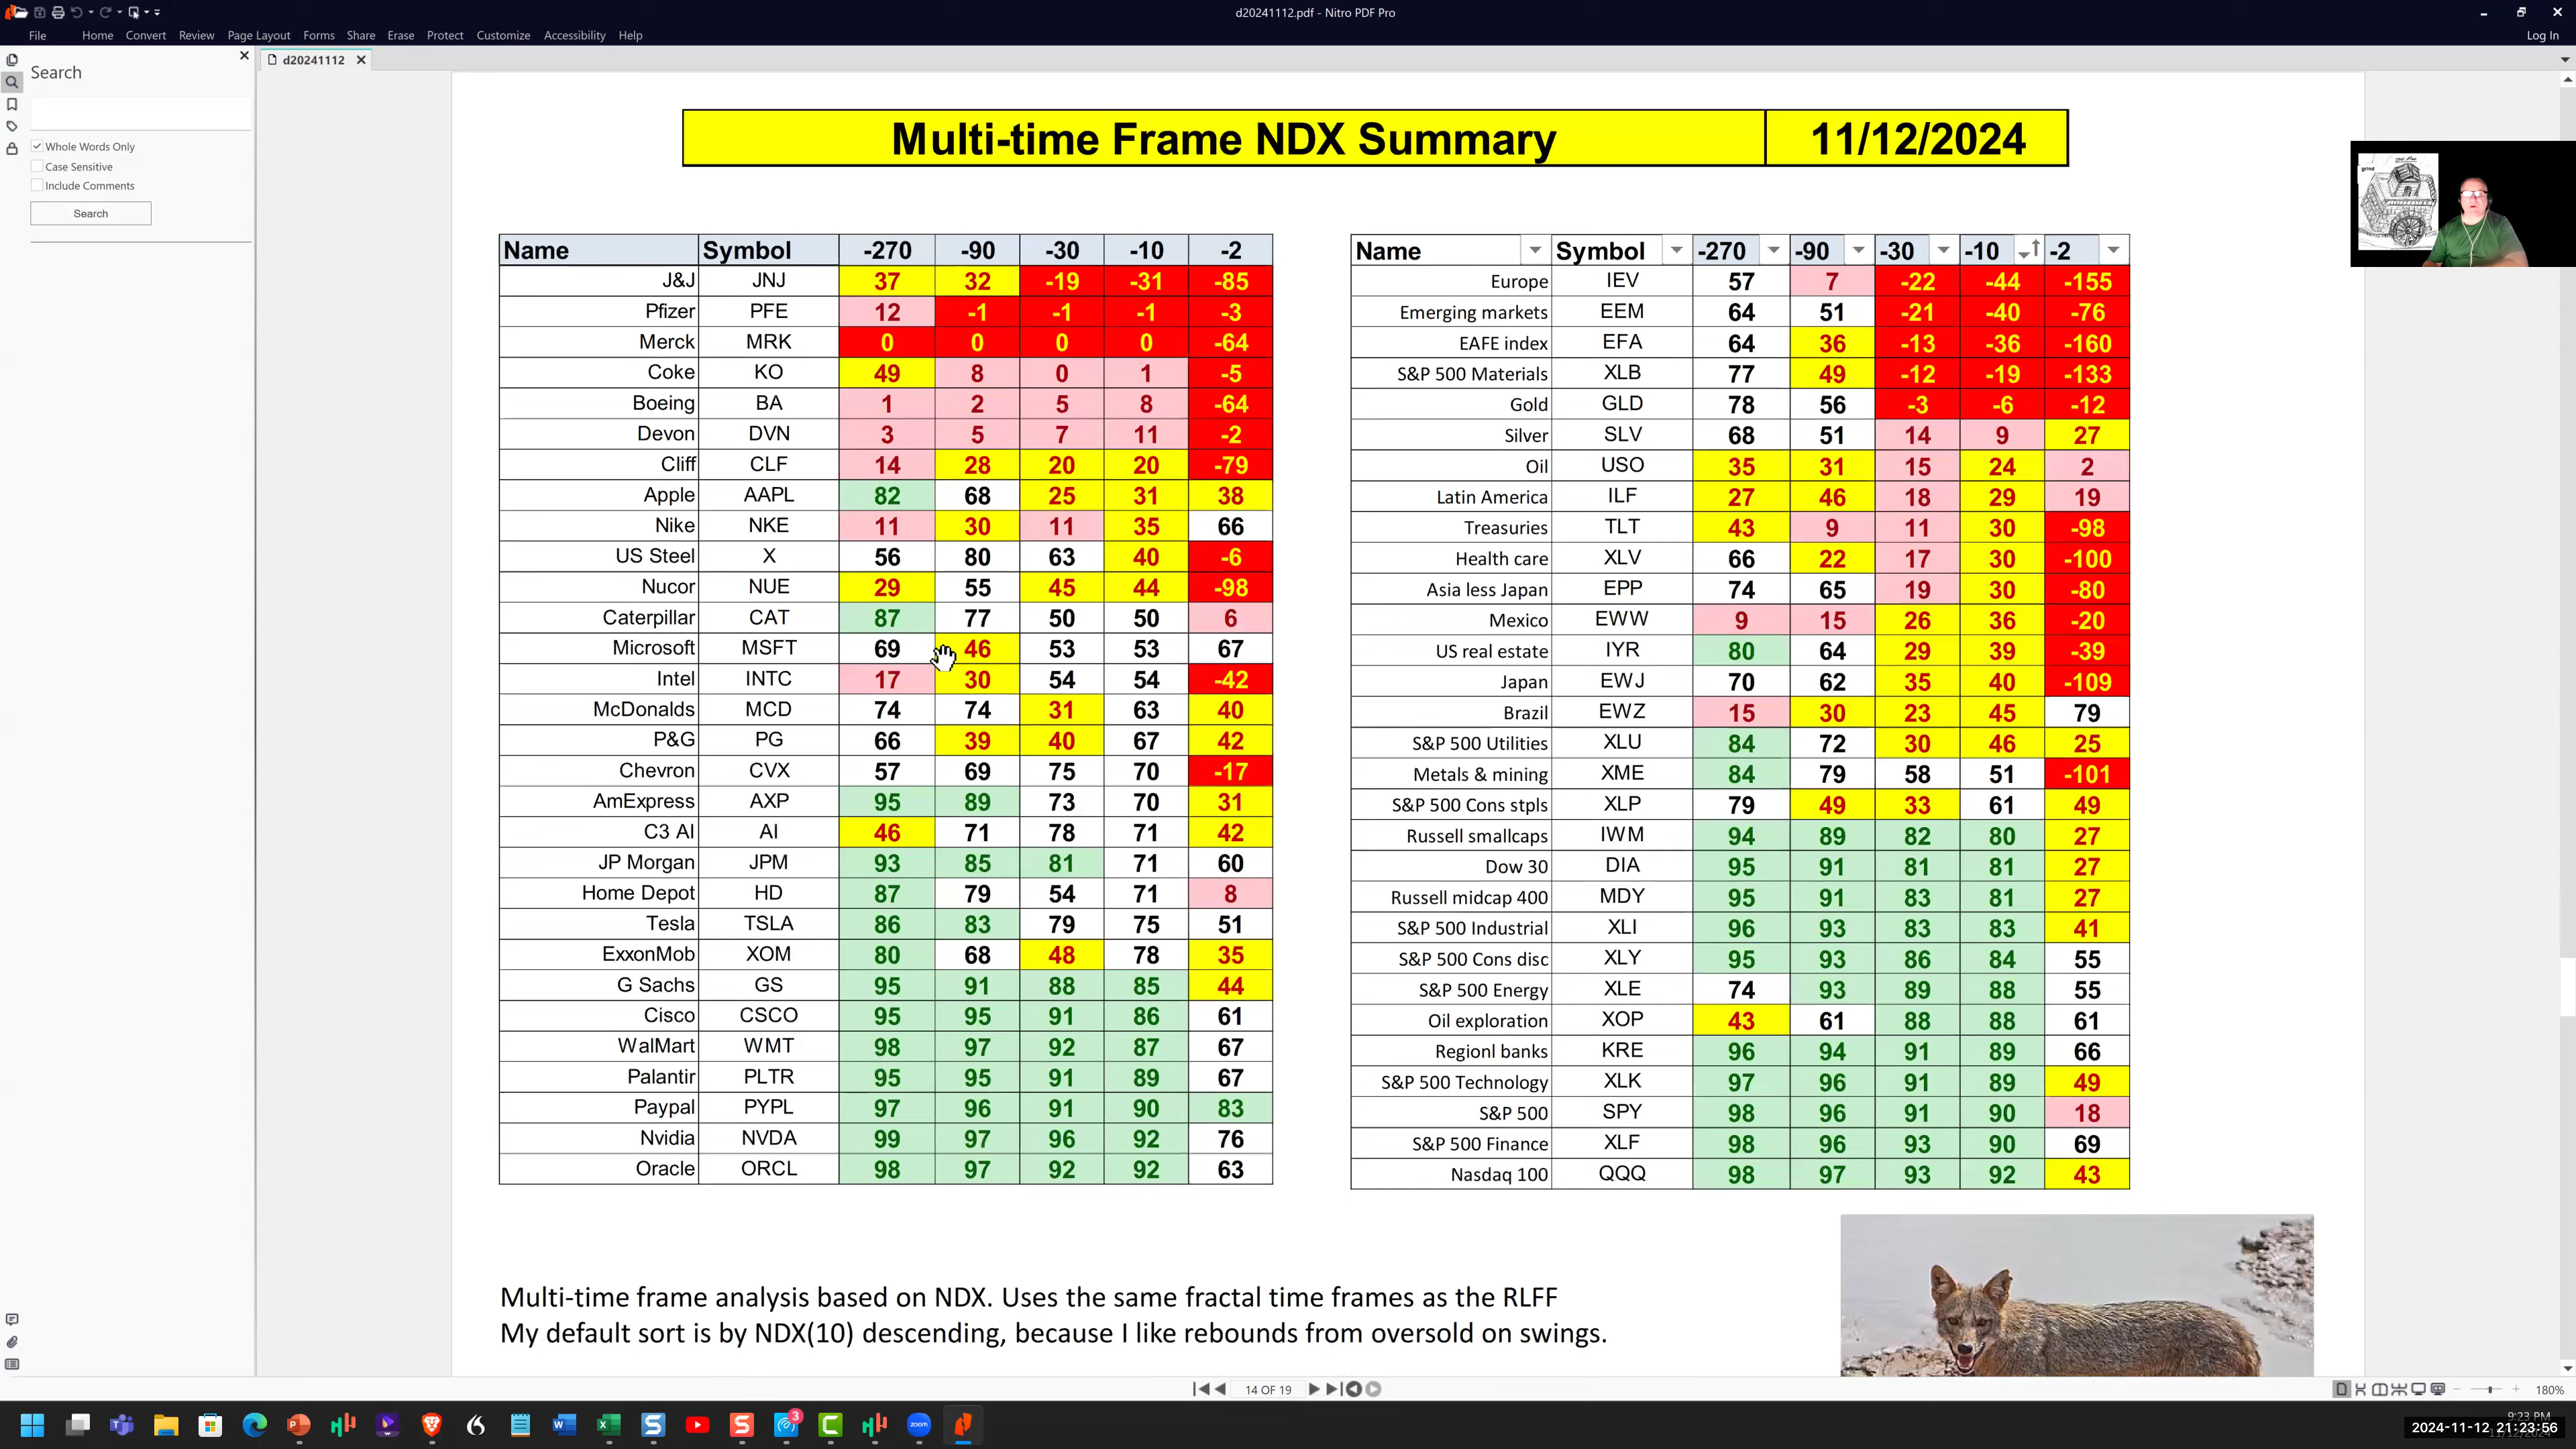 d20241112.pdf - Nitro PDF Pro
File Home Convert Review Page Layout Forms Share Erase Protect Customize Accessibility Help Log In
Search
d20241112
Whole Words Only
Case Sensitive
Include Comments
Search
Multi-time Frame NDX Summary 11/12/2024
grind
Name Symbol -270 -90 -30 -10 -2
J&J JNJ 37 32 -19 -31 -85
Pfizer PFE 12 -1 -1 -1 -3
Merck MRK 0 0 0 0 -64
Coke KO 49 8 0 1 -5
Boeing BA 1 2 5 8 -64
Devon DVN 3 5 7 11 -2
Cliff CLF 14 28 20 20 -79
Apple AAPL 82 68 25 31 38
Nike NKE 11 30 11 35 66
US Steel X 56 80 63 40 -6
Nucor NUE 29 55 45 44 -98
Caterpillar CAT 87 77 50 50 6
Microsoft MSFT 69 46 53 53 67
Intel INTC 17 30 54 54 -42
McDonalds MCD 74 74 31 63 40
P&G PG 66 39 40 67 42
Chevron CVX 57 69 75 70 -17
AmExpress AXP 95 89 73 70 31
C3 AI AI 46 71 78 71 42
JP Morgan JPM 93 85 81 71 60
Home Depot HD 87 79 54 71 8
Tesla TSLA 86 83 79 75 51
ExxonMob XOM 80 68 48 78 35
G Sachs GS 95 91 88 85 44
Cisco CSCO 95 95 91 86 61
WalMart WMT 98 97 92 87 67
Palantir PLTR 95 95 91 89 67
Paypal PYPL 97 96 91 90 83
Nvidia NVDA 99 97 96 92 76
Oracle ORCL 98 97 92 92 63
Name Symbol -270 -90 -30 -10 -2
Europe IEV 57 7 -22 -44 -155
Emerging markets EEM 64 51 -21 -40 -76
EAFE index EFA 64 36 -13 -36 -160
S&P 500 Materials XLB 77 49 -12 -19 -133
Gold GLD 78 56 -3 -6 -12
Silver SLV 68 51 14 9 27
Oil USO 35 31 15 24 2
Latin America ILF 27 46 18 29 19
Treasuries TLT 43 9 11 30 -98
Health care XLV 66 22 17 30 -100
Asia less Japan EPP 74 65 19 30 -80
Mexico EWW 9 15 26 36 -20
US real estate IYR 80 64 29 39 -39
Japan EWJ 70 62 35 40 -109
Brazil EWZ 15 30 23 45 79
S&P 500 Utilities XLU 84 72 30 46 25
Metals & mining XME 84 79 58 51 -101
S&P 500 Cons stpls XLP 79 49 33 61 49
Russell smallcaps IWM 94 89 82 80 27
Dow 30 DIA 95 91 81 81 27
Russell midcap 400 MDY 95 91 83 81 27
S&P 500 Industrial XLI 96 93 83 83 41
S&P 500 Cons disc XLY 95 93 86 84 55
S&P 500 Energy XLE 74 93 89 88 55
Oil exploration XOP 43 61 88 88 61
Regionl banks KRE 96 94 91 89 66
S&P 500 Technology XLK 97 96 91 89 49
S&P 500 SPY 98 96 91 90 18
S&P 500 Finance XLF 98 96 93 90 69
Nasdaq 100 QQQ 98 97 93 92 43
Multi-time frame analysis based on NDX. Uses the same fractal time frames as the RLFF
My default sort is by NDX(10) descending, because I like rebounds from oversold on swings.
14 OF 19
180%
3
zoom
9:23 PM
2024-11-12 21:23:56